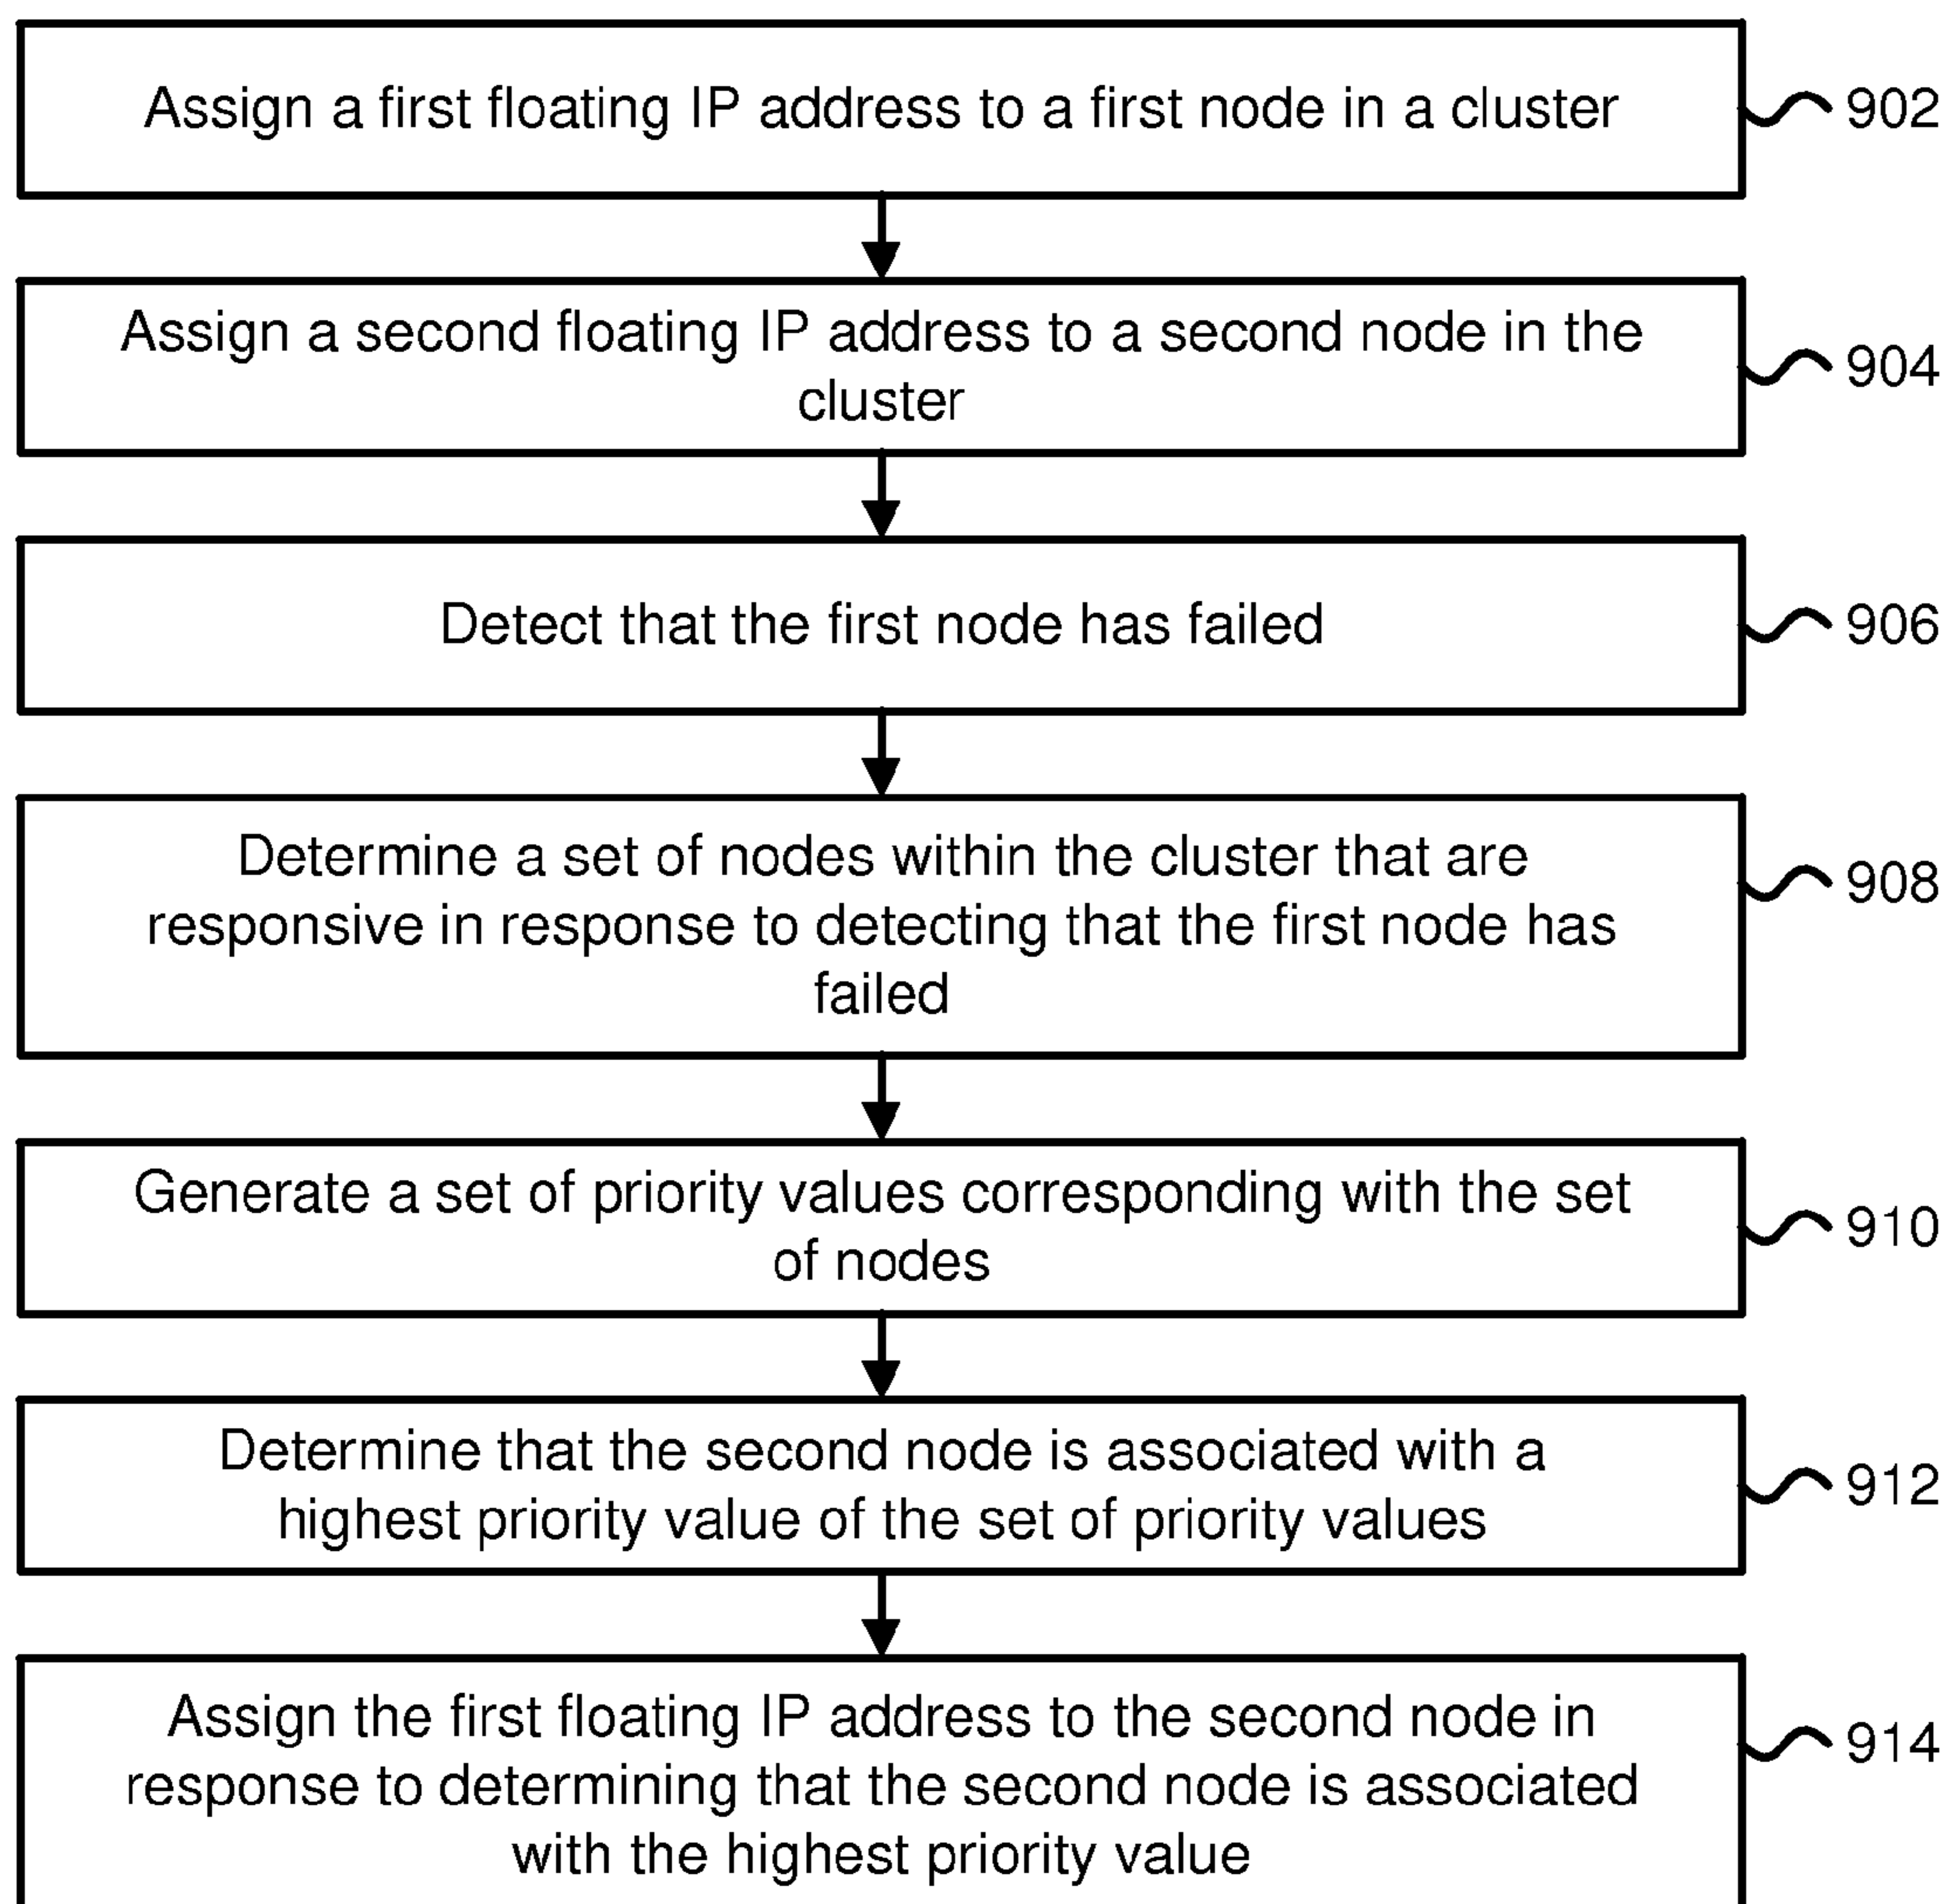 Assign a first floating IP address to a first node in a cluster
902
Assign a second floating IP address to a second node in the
cluster
904
Detect that the first node has failed
906
Determine a set of nodes within the cluster that are
responsive in response to detecting that the first node has
failed
908
Generate a set of priority values corresponding with the set
of nodes
910
Determine that the second node is associated with a
highest priority value of the set of priority values
912
Assign the first floating IP address to the second node in
response to determining that the second node is associated
with the highest priority value
914